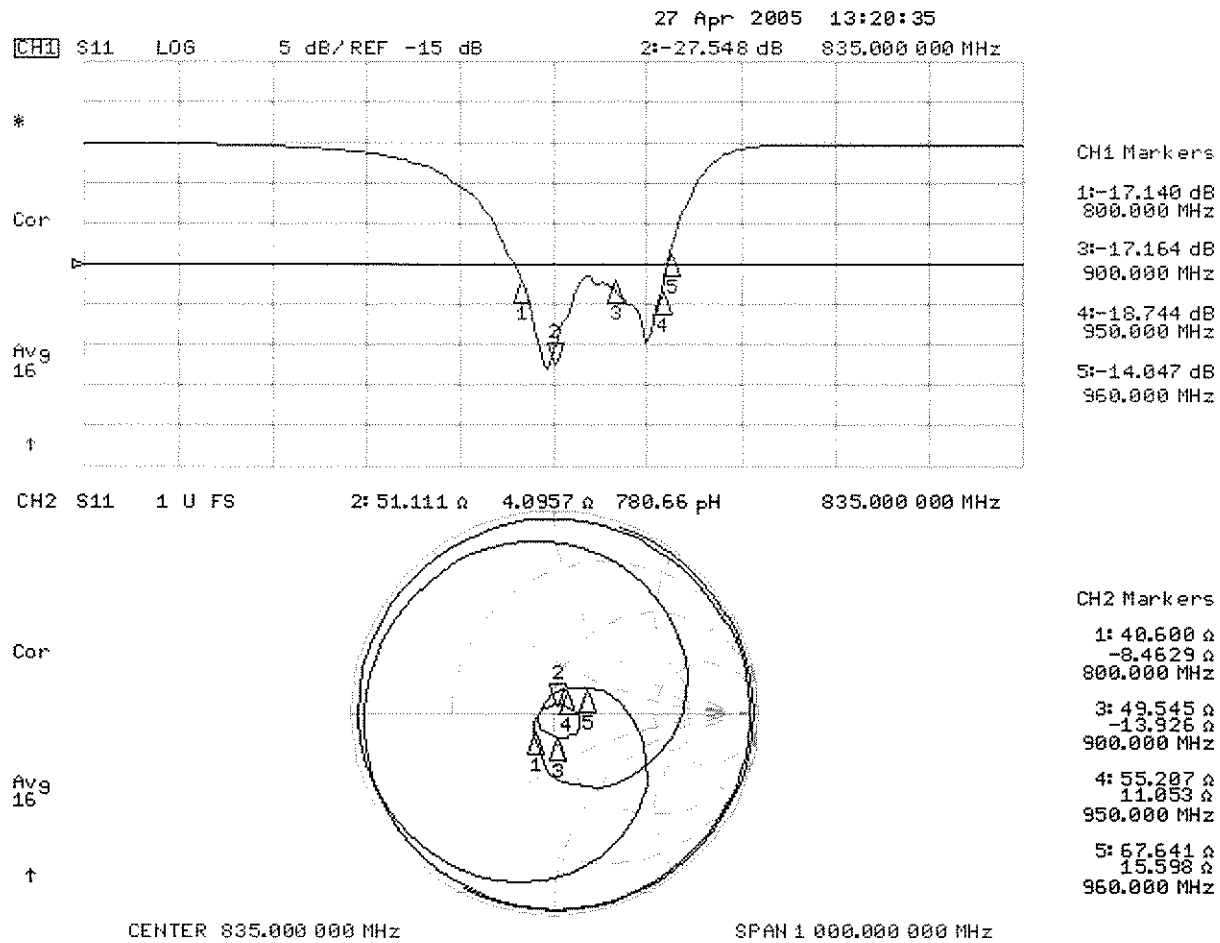 27 Apr 2005 13:20:35
CH1 S11 LOG 5 dB/REF -15 dB 2:-27.548 dB 835.000 000 MHz
*
CH1 Markers
1:-17.140 dB
800.000 MHz
Cor
3:-17.164 dB
900.000 MHz
4:-18.744 dB
950.000 MHz
5:-14.047 dB
960.000 MHz
Avg
16
↑
1
2
3
4
5
CH2 S11 1 U FS 2: 51.111 Ω 4.0957 Ω 780.66 pH 835.000 000 MHz
CH2 Markers
1: 40.600 Ω
-8.4629 Ω
800.000 MHz
Cor
3: 49.545 Ω
-13.926 Ω
900.000 MHz
4: 55.207 Ω
11.053 Ω
950.000 MHz
5: 67.641 Ω
15.598 Ω
960.000 MHz
Avg
16
↑
2
4
5
1
3
CENTER 835.000 000 MHz SPAN 1 000.000 000 MHz